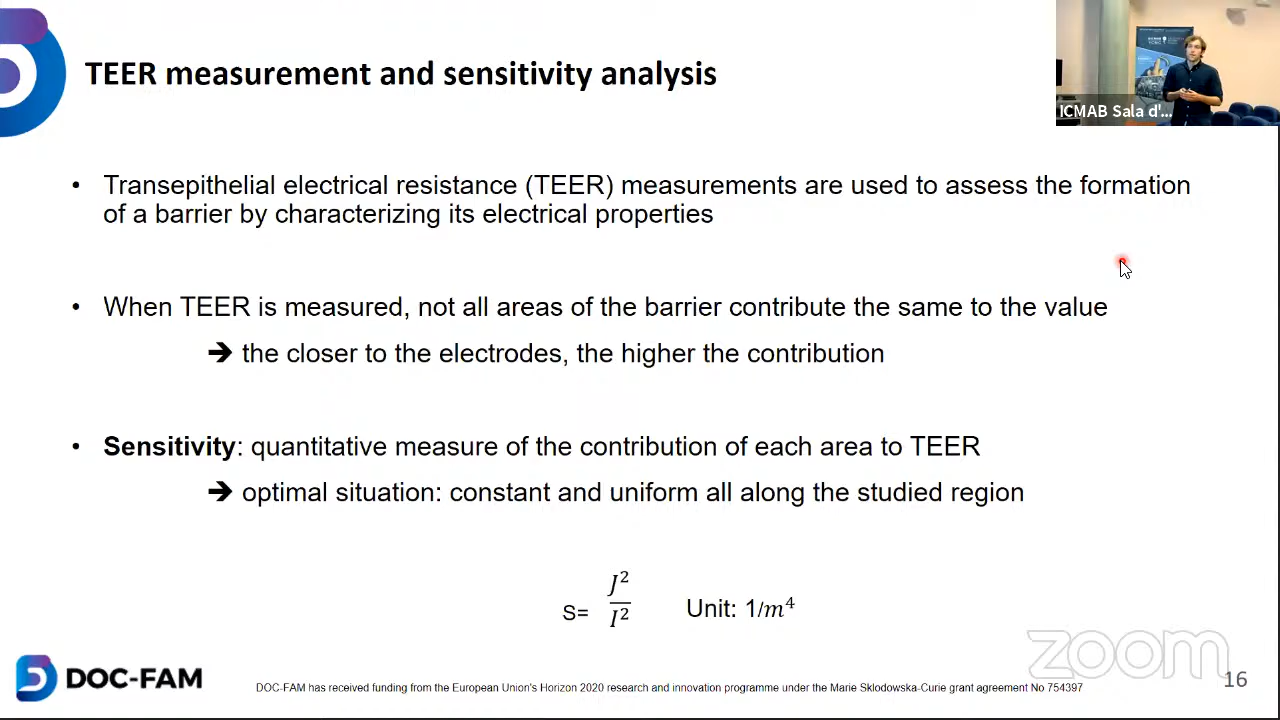 TEER measurement and sensitivity analysis
ICMAB Sala d'...
• Transepithelial electrical resistance (TEER) measurements are used to assess the formation
of a barrier by characterizing its electrical properties
• When TEER is measured, not all areas of the barrier contribute the same to the value
➔ the closer to the electrodes, the higher the contribution
• Sensitivity: quantitative measure of the contribution of each area to TEER
➔ optimal situation: constant and uniform all along the studied region
S= J²/I² Unit: 1/m⁴
zoom
DOC-FAM
DOC-FAM has received funding from the European Union's Horizon 2020 research and innovation programme under the Marie Sklodowska-Curie grant agreement No 754397
16